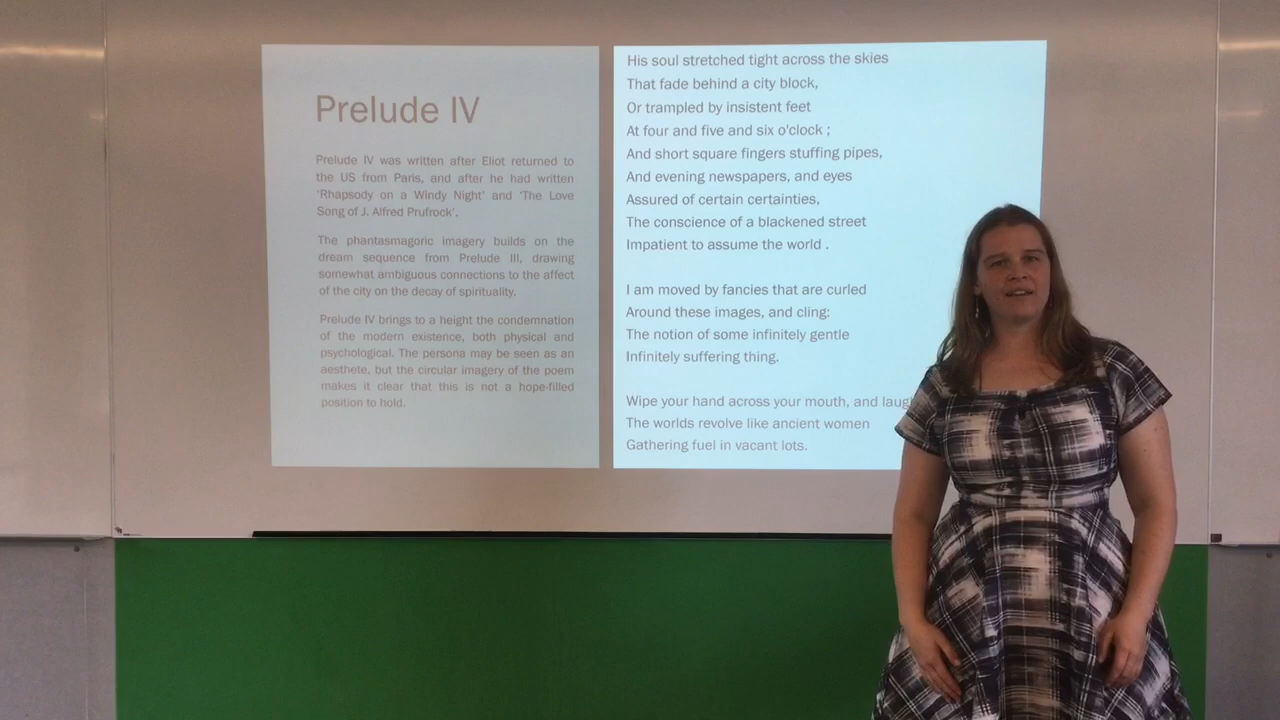 Prelude IV
Prelude IV was written after Eliot returned to
the US from Paris, and after he had written
'Rhapsody on a Windy Night' and 'The Love
Song of J. Alfred Prufrock'.
The phantasmagoric imagery builds on the
dream sequence from Prelude III, drawing
somewhat ambiguous connections to the affect
of the city on the decay of spirituality.
Prelude IV brings to a height the condemnation
of the modern existence, both physical and
psychological. The persona may be seen as an
aesthete, but the circular imagery of the poem
makes it clear that this is not a hope-filled
position to hold.
His soul stretched tight across the skies
That fade behind a city block,
Or trampled by insistent feet
At four and five and six o'clock ;
And short square fingers stuffing pipes,
And evening newspapers, and eyes
Assured of certain certainties,
The conscience of a blackened street
Impatient to assume the world .
I am moved by fancies that are curled
Around these images, and cling:
The notion of some infinitely gentle
Infinitely suffering thing.
Wipe your hand across your mouth, and
The worlds revolve like ancient women
Gathering fuel in vacant lots.